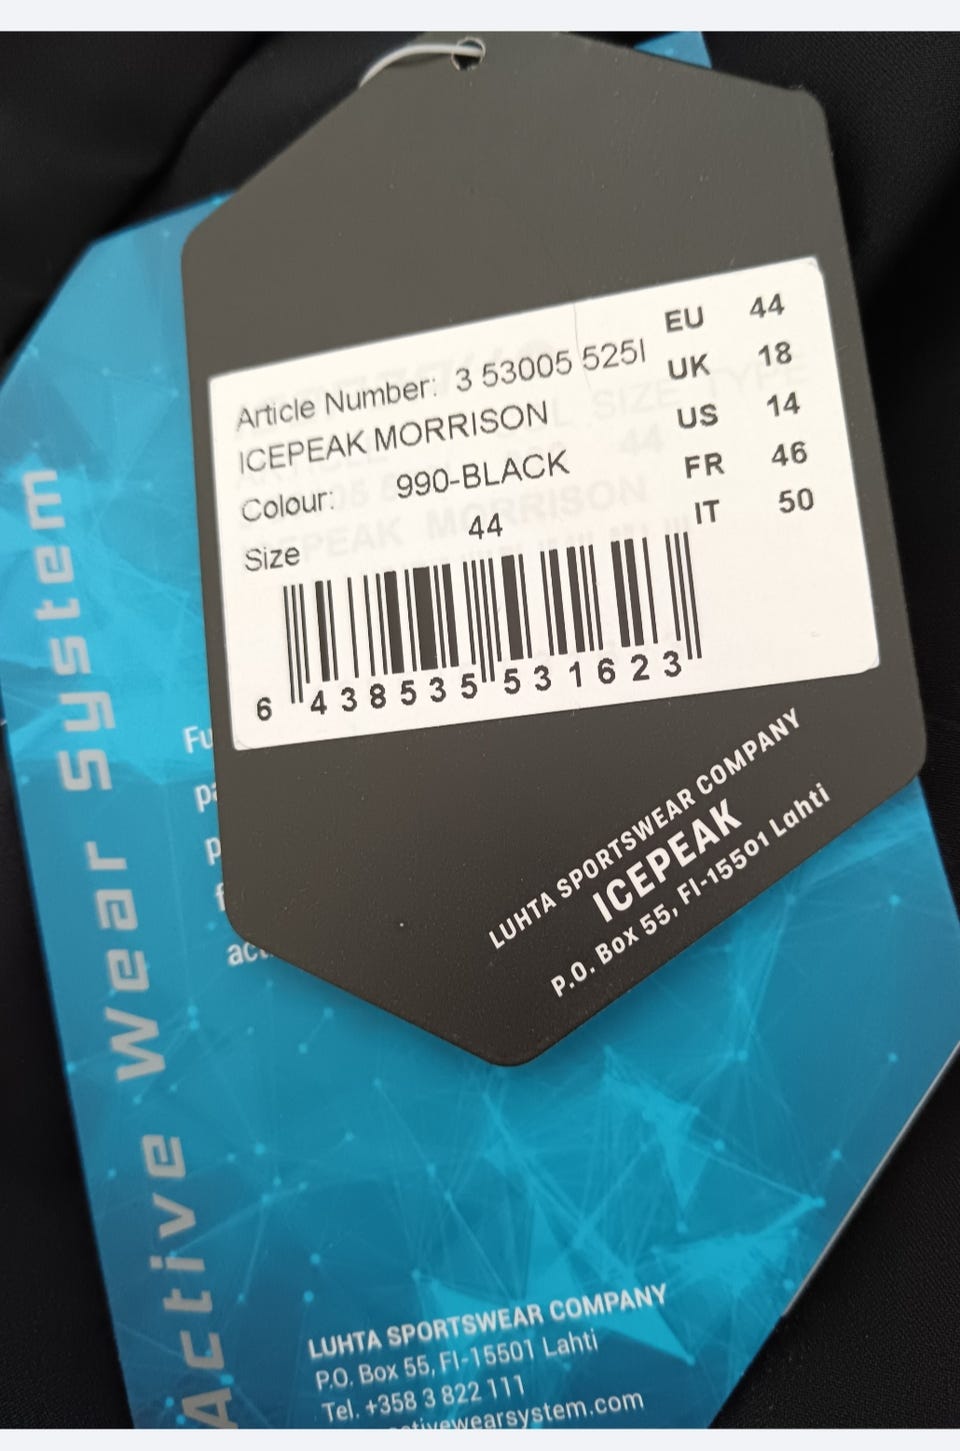 Article Number: 3 53005 525I
ICEPEAK MORRISON
Colour: 990-BLACK
Size 44
EU 44
UK 18
US 14
FR 46
IT 50
6 438535 531623
LUHTA SPORTSWEAR COMPANY
ICEPEAK
P.O. Box 55, FI-15501 Lahti
Active Wear System
LUHTA SPORTSWEAR COMPANY
P.O. Box 55, FI-15501 Lahti
Tel. +358 3 822 111